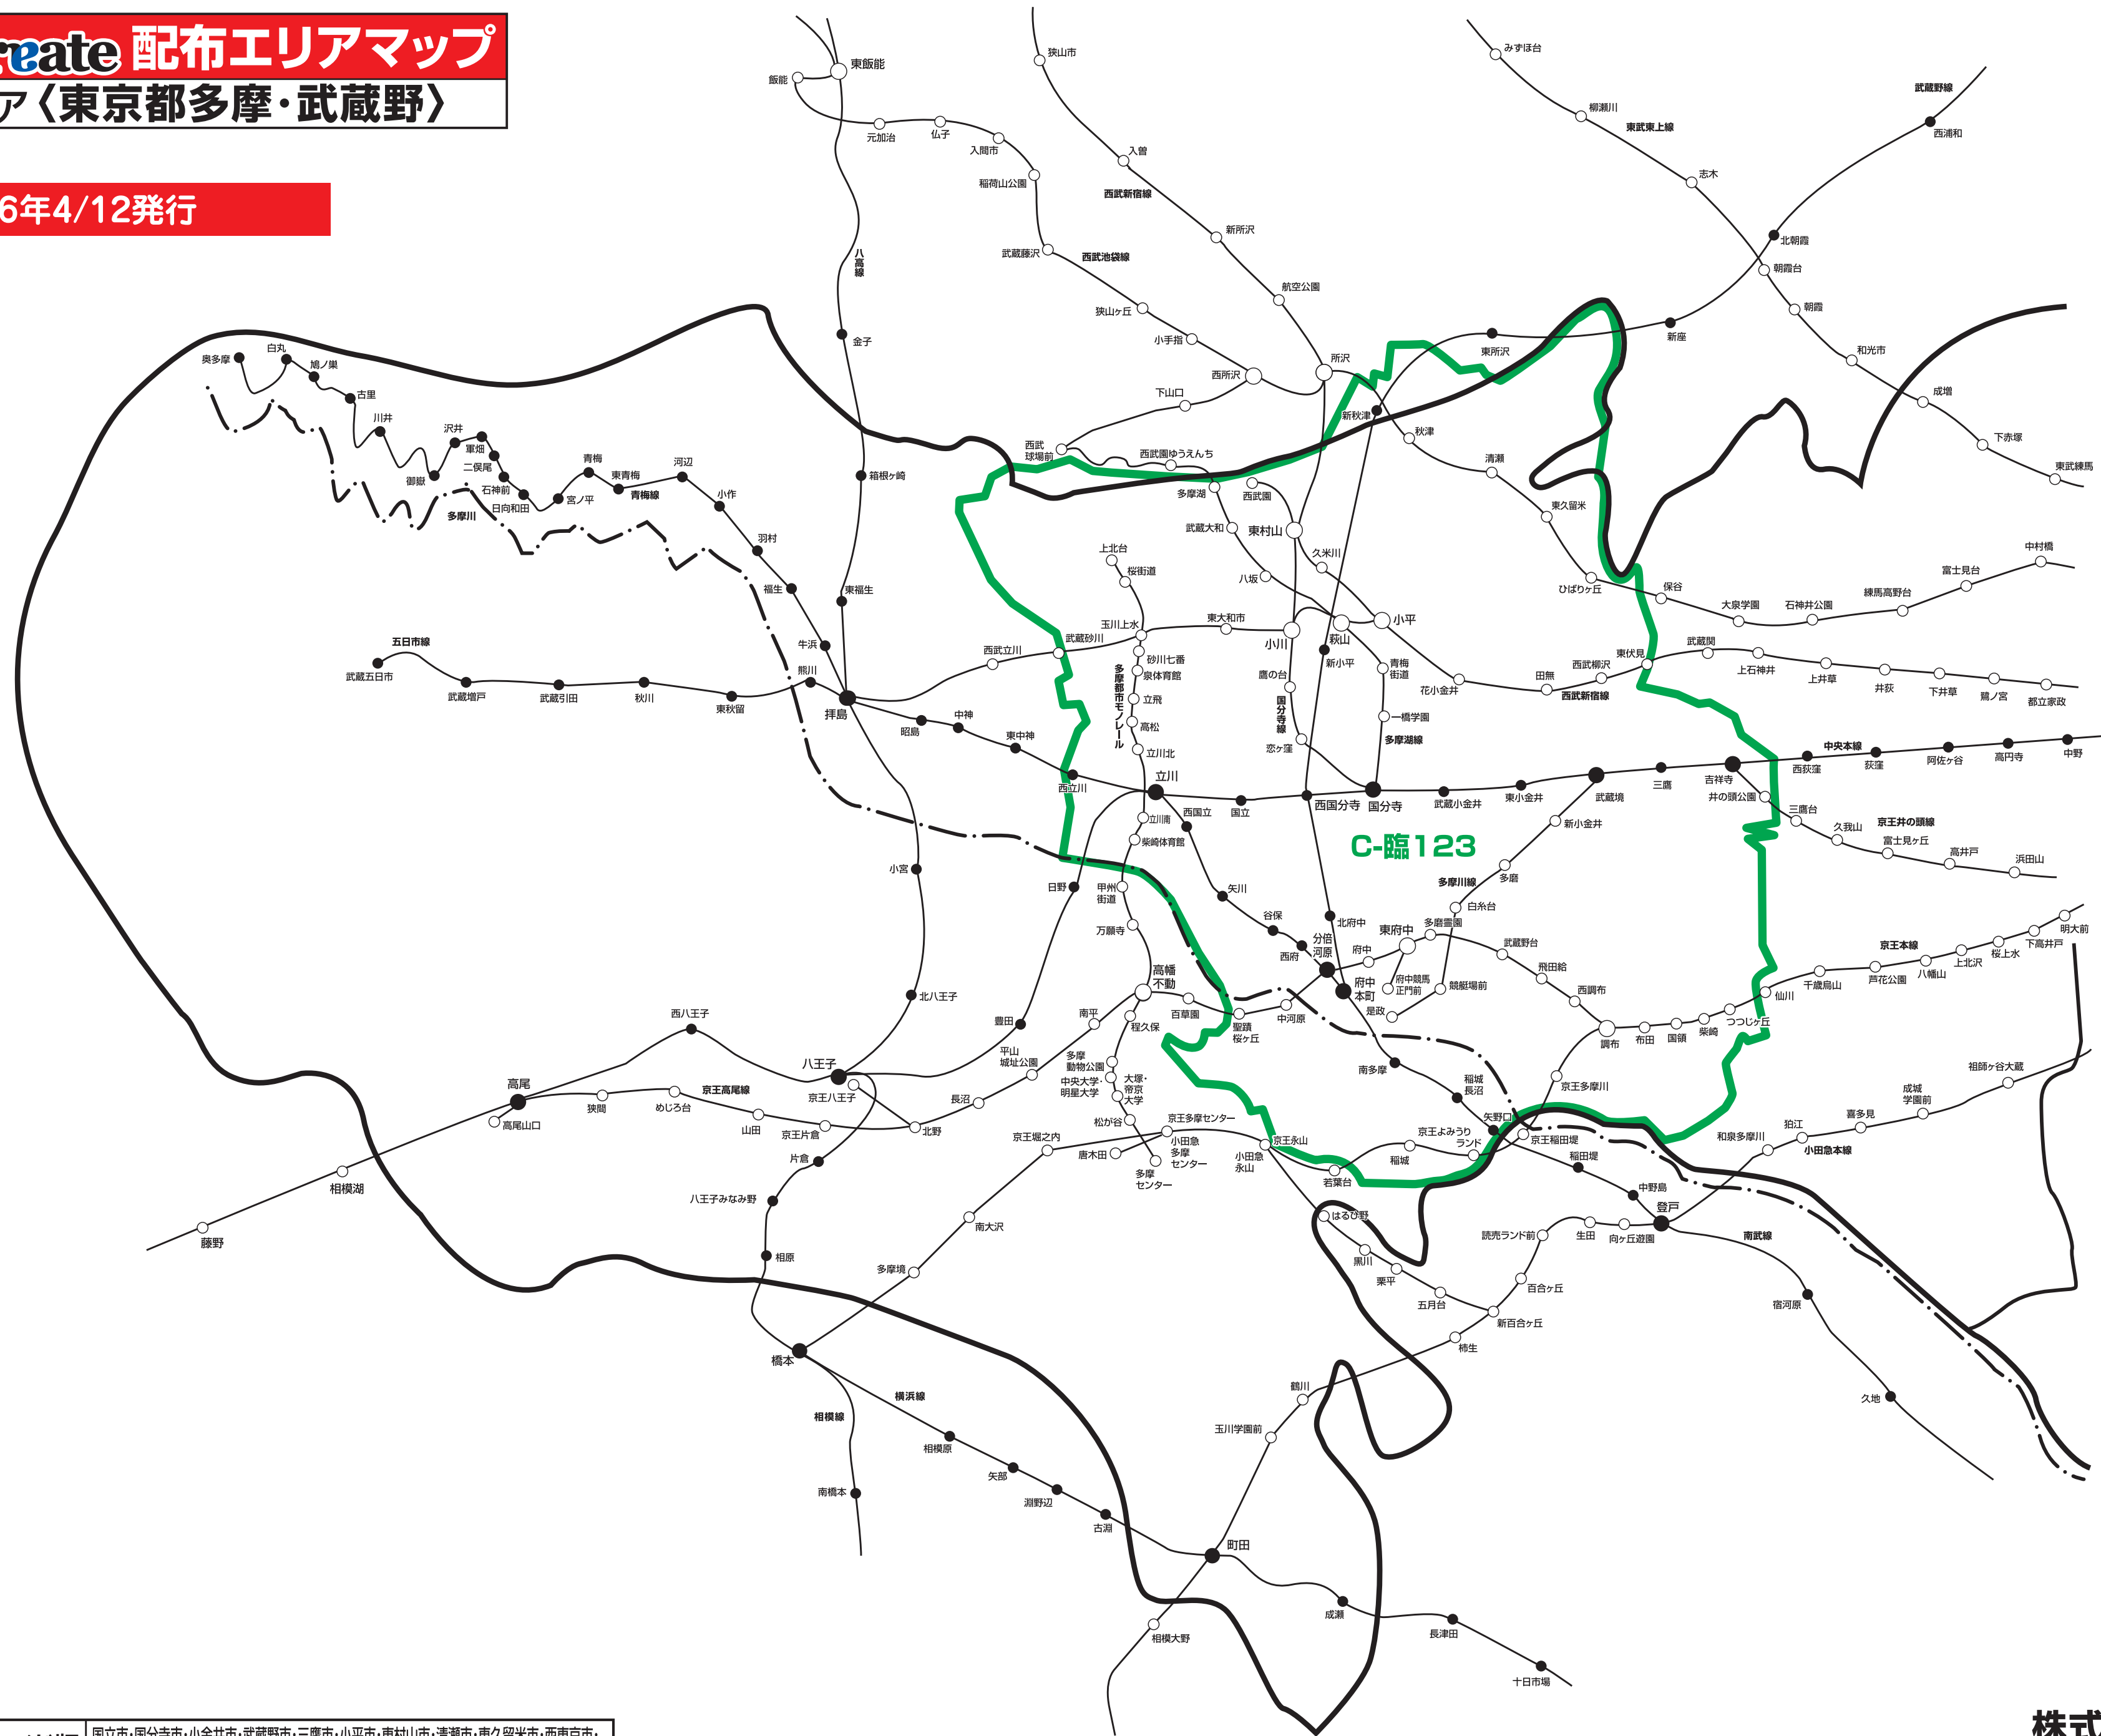 reate 配布エリアマップ
ア〈東京都多摩・武蔵野〉
6年4/12発行
東飯能
飯能
元加治
仏子
入間市
稲荷山公園
武蔵藤沢
西武池袋線
狭山ヶ丘
小手指
西所沢
下山口
西武
球場前
狭山市
入曽
西武新宿線
新所沢
航空公園
所沢
みずほ台
柳瀬川
東武東上線
志木
武蔵野線
西浦和
北朝霞
朝霞台
朝霞
和光市
成増
下赤塚
東武練馬
新座
東所沢
新秋津
秋津
清瀬
東久留米
ひばりヶ丘
保谷
大泉学園
石神井公園
練馬高野台
富士見台
中村橋
八高線
金子
箱根ヶ崎
東福生
奥多摩
白丸
鳩ノ巣
古里
川井
御嶽
沢井
軍畑
二俣尾
石神前
日向和田
宮ノ平
青梅
東青梅
青梅線
河辺
小作
羽村
福生
牛浜
多摩川
五日市線
武蔵五日市
武蔵増戸
武蔵引田
秋川
東秋留
熊川
拝島
西武園ゆうえんち
多摩湖
西武園
武蔵大和
東村山
久米川
八坂
上北台
桜街道
玉川上水
東大和市
小川
萩山
小平
西武立川
武蔵砂川
砂川七番
泉体育館
立飛
高松
立川北
多摩都市モノレール
新小平
鷹の台
国分寺線
恋ヶ窪
青梅
街道
一橋学園
多摩湖線
花小金井
田無
西武新宿線
西武柳沢
東伏見
武蔵関
上石神井
上井草
井荻
下井草
鷺ノ宮
都立家政
昭島
中神
東中神
西立川
立川
西国立
国立
西国分寺
国分寺
武蔵小金井
東小金井
武蔵境
三鷹
吉祥寺
西荻窪
中央本線
荻窪
阿佐ヶ谷
高円寺
中野
井の頭公園
三鷹台
久我山
京王井の頭線
富士見ヶ丘
高井戸
浜田山
立川南
柴崎体育館
C-臨123
新小金井
多磨
多摩川線
白糸台
小宮
日野
甲州
街道
万願寺
矢川
谷保
西府
分倍
河原
北府中
府中
東府中
多磨霊園
武蔵野台
飛田給
西調布
調布
布田
国領
柴崎
つつじヶ丘
仙川
千歳烏山
芦花公園
京王本線
八幡山
上北沢
桜上水
下高井戸
明大前
府中
本町
府中競馬
正門前
競艇場前
是政
高幡
不動
百草園
聖蹟
桜ヶ丘
中河原
北八王子
西八王子
八王子
豊田
南平
平山
城址公園
程久保
多摩
動物公園
中央大学・
明星大学
大塚・
帝京
大学
松が谷
南多摩
稲城
長沼
矢野口
京王多摩川
高尾
高尾山口
狭間
めじろ台
京王高尾線
山田
京王片倉
京王八王子
北野
長沼
片倉
八王子みなみ野
相原
相模湖
藤野
京王堀之内
京王多摩センター
唐木田
小田急
多摩
センター
多摩
センター
京王永山
小田急
永山
若葉台
稲城
京王よみうり
ランド
京王稲田堤
稲田堤
中野島
登戸
和泉多摩川
狛江
小田急本線
喜多見
成城
学園前
祖師ヶ谷大蔵
南大沢
多摩境
橋本
はるひ野
黒川
栗平
五月台
新百合ヶ丘
百合ヶ丘
読売ランド前
生田
向ヶ丘遊園
南武線
宿河原
久地
柿生
鶴川
玉川学園前
横浜線
相模線
相模原
矢部
淵野辺
古淵
南橋本
町田
成瀬
長津田
十日市場
相模大野
国立市・国分寺市・小金井市・武蔵野市・三鷹市・小平市・東村山市・清瀬市・東久留米市・西東京市・
株式